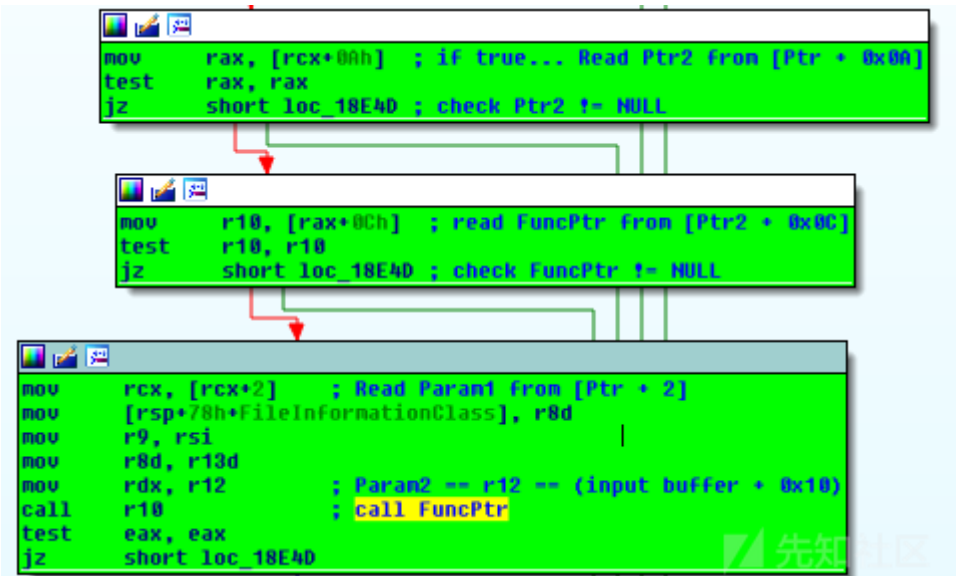 mov rax, [rcx+0Ah] ; if true... Read Ptr2 from [Ptr + 0x0A]
test rax, rax
jz short loc_18E4D ; check Ptr2 != NULL
mov r10, [rax+0Ch] ; read FuncPtr from [Ptr2 + 0x0C]
test r10, r10
jz short loc_18E4D ; check FuncPtr != NULL
mov rcx, [rcx+2] ; Read Param1 from [Ptr + 2]
mov [rsp+78h+FileInformationClass], r8d
mov r9, rsi
mov r8d, r13d
mov rdx, r12 ; Param2 == r12 == (input buffer + 0x10)
call r10 ; call FuncPtr
test eax, eax
jz short loc_18E4D
先知社区